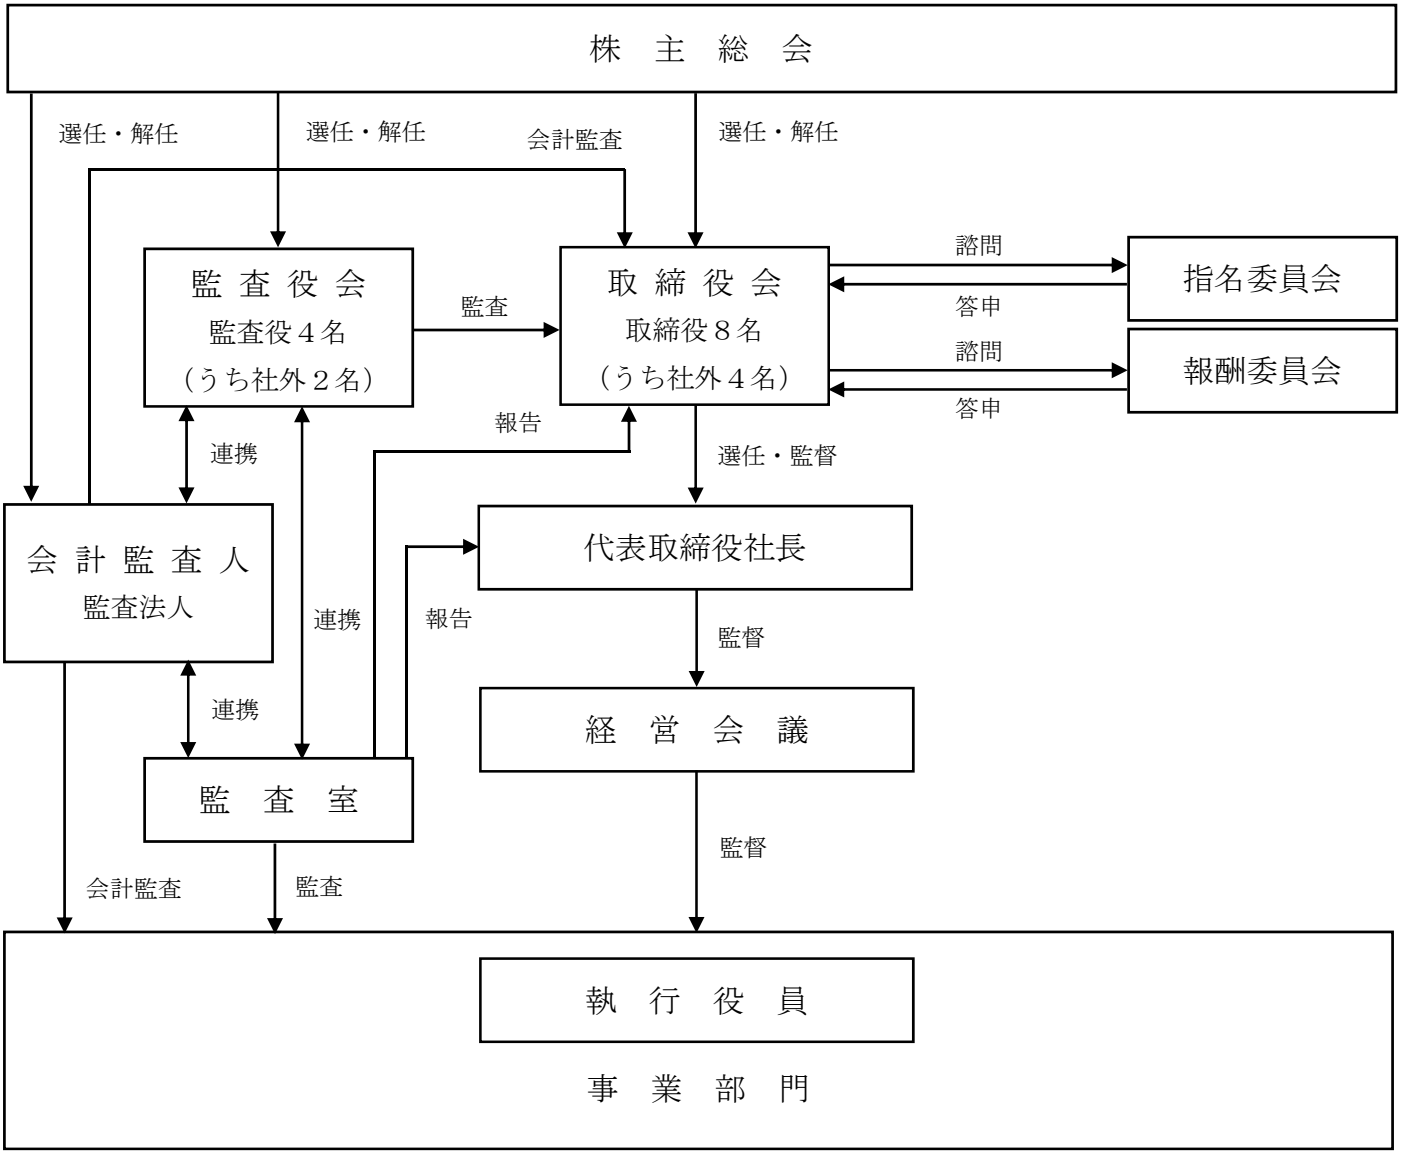 株主総会
選任・解任
選任・解任
会計監査
選任・解任
監査役会
監査役４名
（うち社外２名）
監査
取締役会
取締役８名
（うち社外４名）
諮問
答申
指名委員会
諮問
答申
報酬委員会
連携
報告
選任・監督
会計監査人
監査法人
代表取締役社長
連携
報告
監督
連携
経営会議
監査室
監督
会計監査
監査
執行役員
事業部門